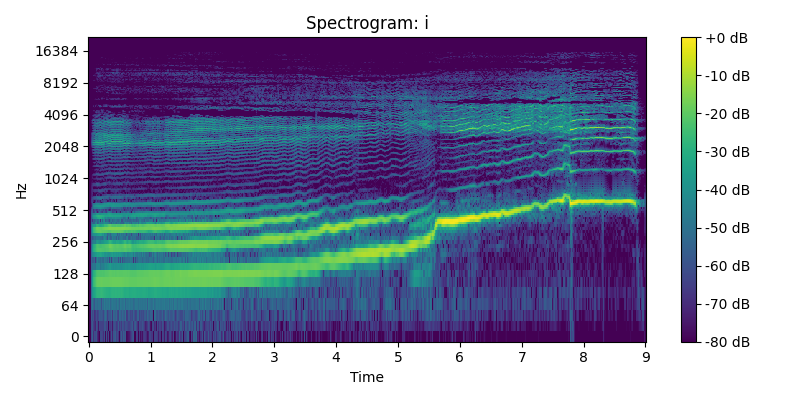 Spectrogram: i
16384
8192
4096
2048
1024
512
256
128
64
0
Hz
0 1 2 3 4 5 6 7 8 9
Time
+0 dB
-10 dB
-20 dB
-30 dB
-40 dB
-50 dB
-60 dB
-70 dB
-80 dB